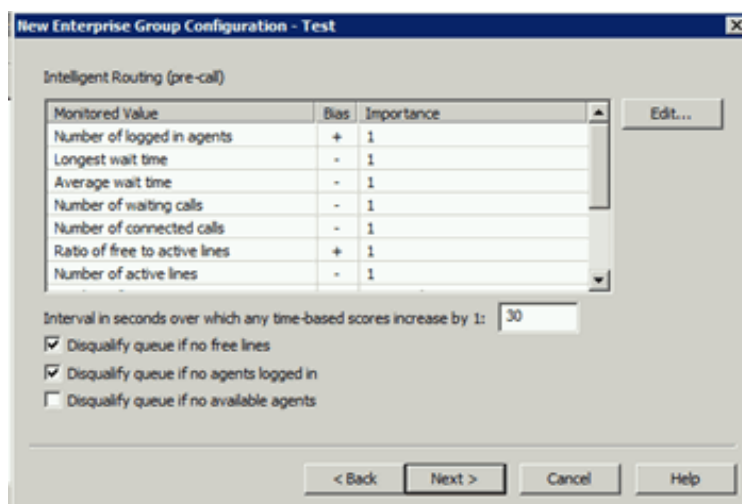 New Enterprise Group Configuration - Test
Intelligent Routing (pre-call)
Monitored Value Bias Importance
Number of logged in agents + 1
Longest wait time - 1
Average wait time - 1
Number of waiting calls - 1
Number of connected calls - 1
Ratio of free to active lines + 1
Number of active lines - 1
Edit...
Interval in seconds over which any time-based scores increase by 1: 30
Disqualify queue if no free lines
Disqualify queue if no agents logged in
Disqualify queue if no available agents
< Back Next > Cancel Help